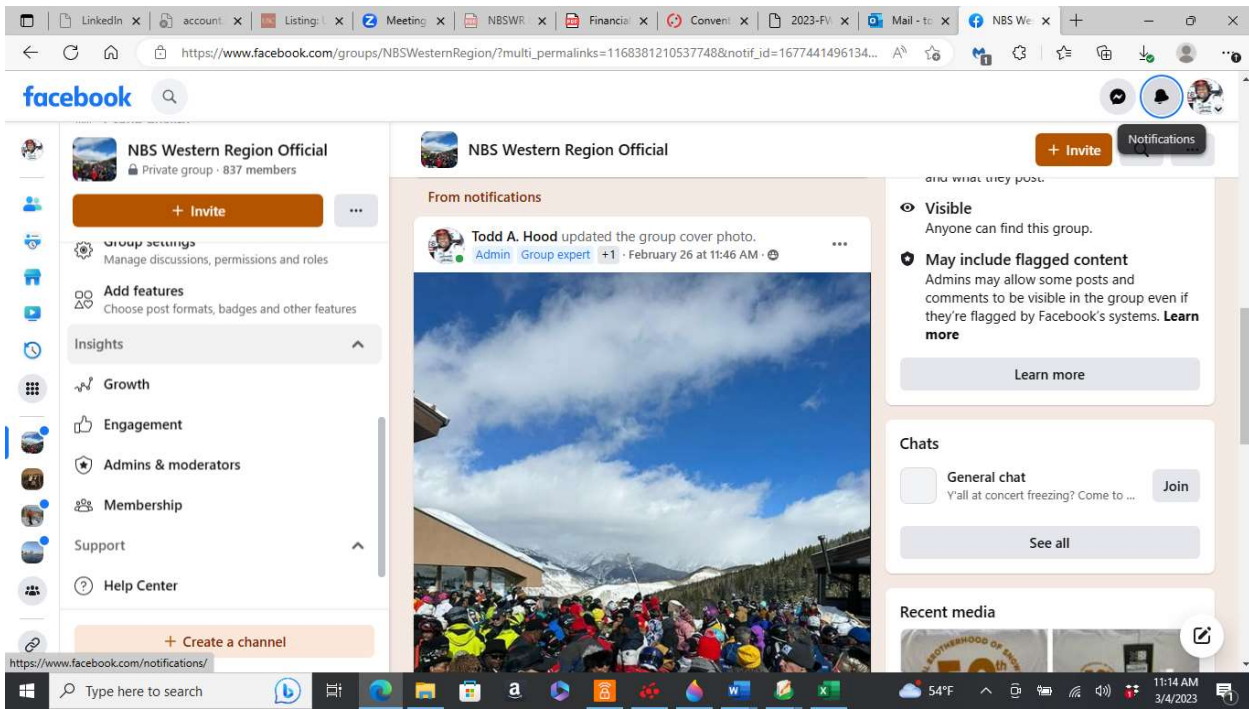 LinkedIn
account
Listing: L
Meeting
NBSWR
Financial
Convent
2023-FW
Mail - to
NBS We
https://www.facebook.com/groups/NBSWesternRegion/?multi_permalinks=1168381210537748&notif_id=1677441496134...
1
facebook
Notifications
NBS Western Region Official
Private group · 837 members
+ Invite
Group settings
Manage discussions, permissions and roles
Add features
Choose post formats, badges and other features
Insights
Growth
Engagement
Admins & moderators
Membership
Support
Help Center
+ Create a channel
https://www.facebook.com/notifications/
NBS Western Region Official
+ Invite
From notifications
Todd A. Hood updated the group cover photo.
Admin Group expert +1 · February 26 at 11:46 AM ·
and what they post.
Visible
Anyone can find this group.
May include flagged content
Admins may allow some posts and
comments to be visible in the group even if
they're flagged by Facebook's systems. Learn
more
Learn more
Chats
General chat
Y'all at concert freezing? Come to ...
Join
See all
Recent media
Type here to search
54°F
11:14 AM
3/4/2023
1